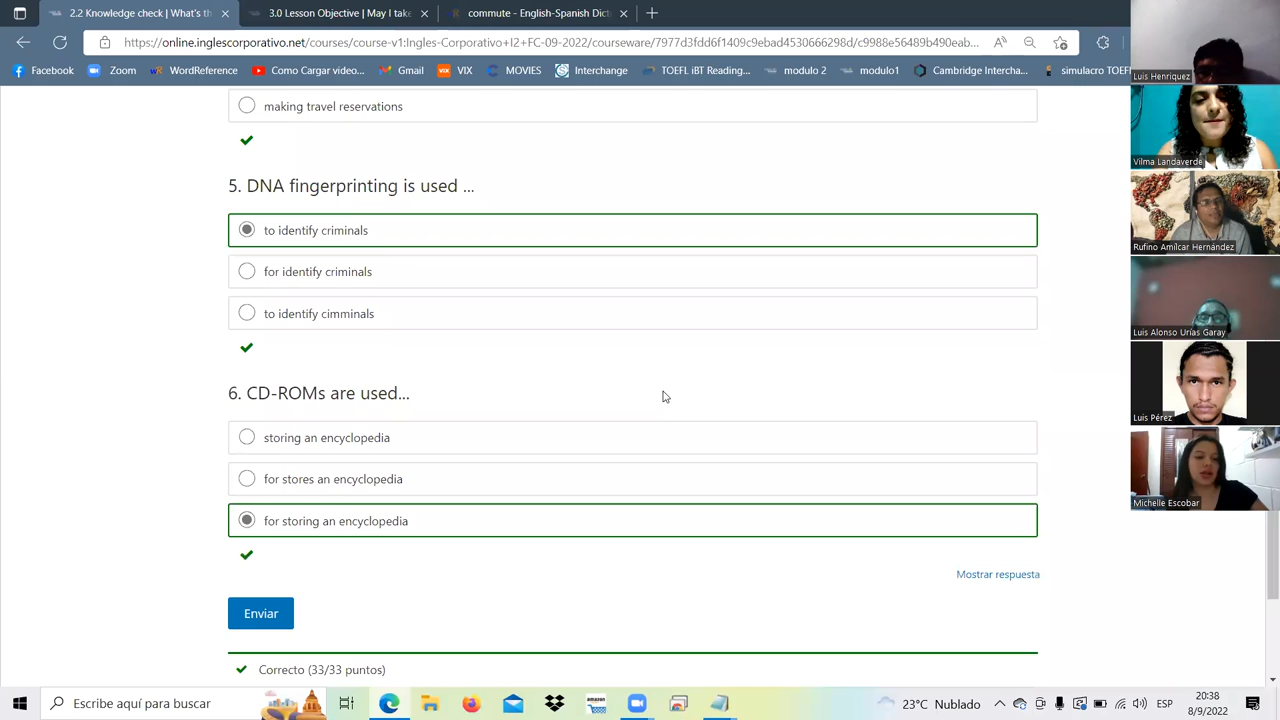 2.2 Knowledge check | What's th
3.0 Lesson Objective | May I take
commute - English-Spanish Dict
https://online.inglescorporativo.net/courses/course-v1:Ingles-Corporativo+I2+FC-09-2022/courseware/7977d3fdd6f1409c9ebad4530666298d/c9988e56489b490eab...
Facebook
Zoom
WordReference
Como Cargar video...
Gmail
VIX
MOVIES
Interchange
TOEFL iBT Reading...
modulo 2
modulo1
Cambridge Intercha...
simulacro TOEF
Luis Henriquez
making travel reservations
Vilma Landaverde
5. DNA fingerprinting is used ...
to identify criminals
Rufino Amilcar Hernández
for identify criminals
to identify cimminals
Luis Alonso Urías Garay
6. CD-ROMs are used...
Luis Pérez
storing an encyclopedia
for stores an encyclopedia
Michelle Escobar
for storing an encyclopedia
Mostrar respuesta
Enviar
Correcto (33/33 puntos)
Escribe aquí para buscar
23°C Nublado
ESP
20:38
8/9/2022